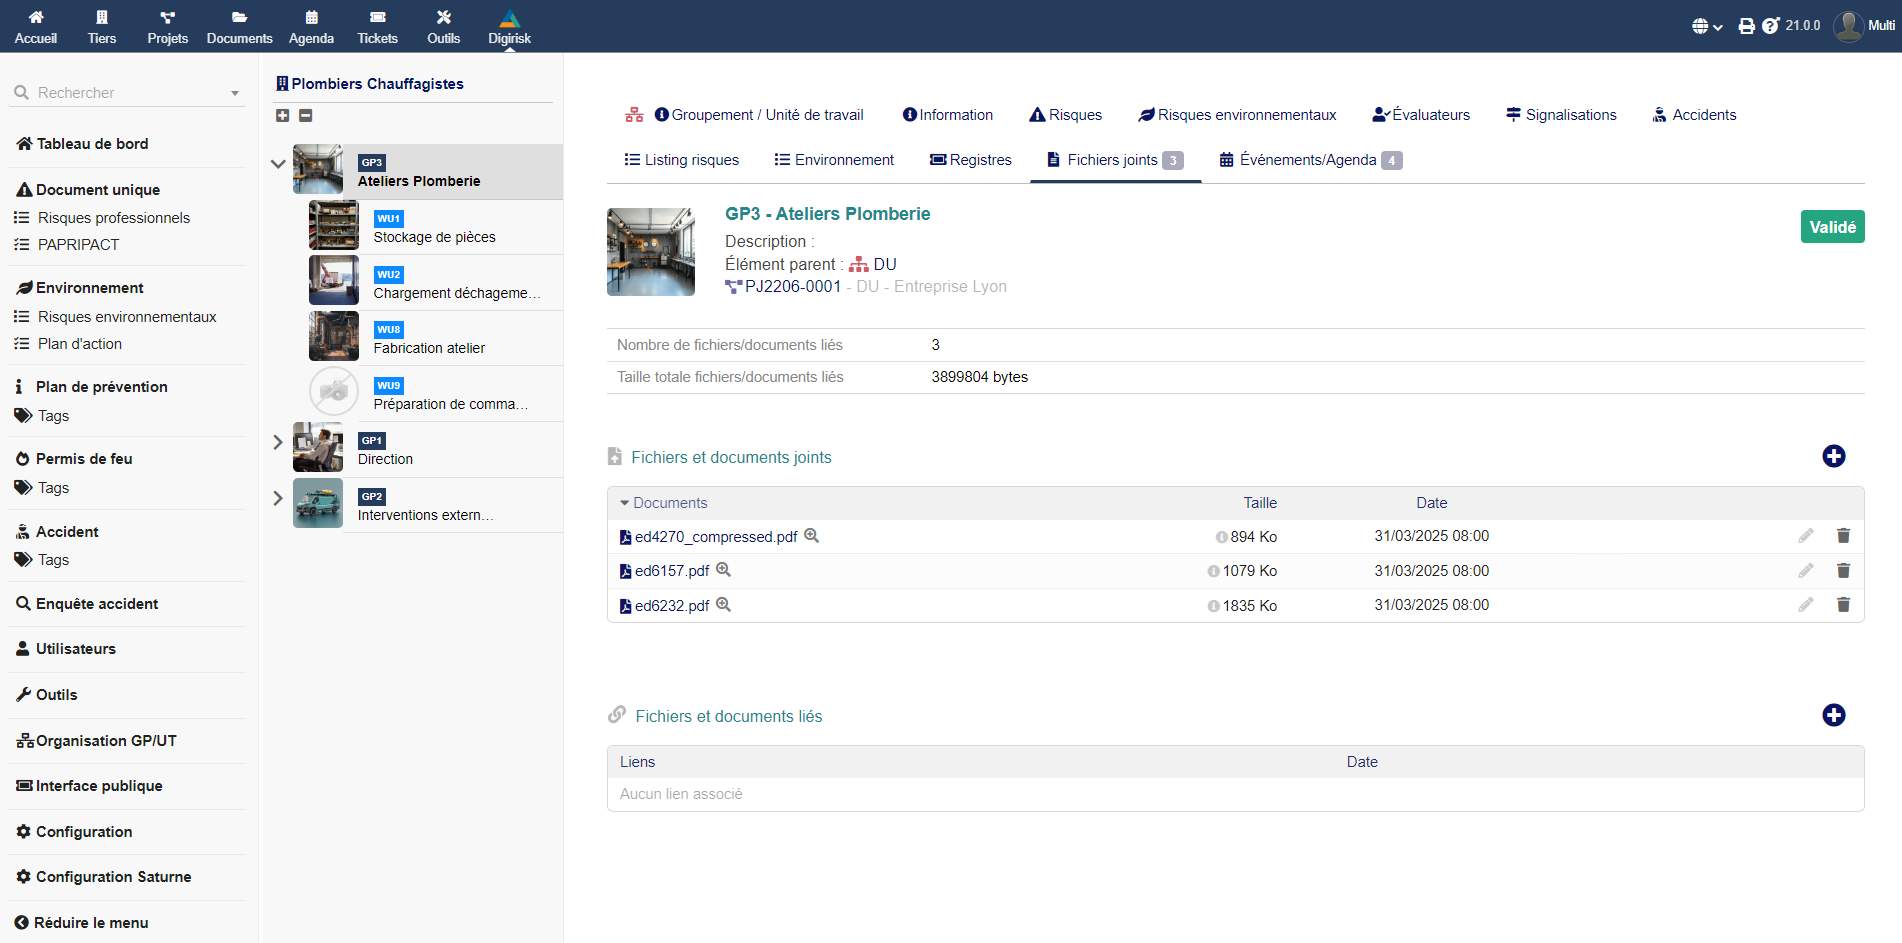 Accueil
Tiers
Projets
Documents
Agenda
Tickets
Outils
Digirisk
21.0.0
Multi
Rechercher
Tableau de bord
Document unique
Risques professionnels
PAPRIPACT
Environnement
Risques environnementaux
Plan d'action
Plan de prévention
Tags
Permis de feu
Tags
Accident
Tags
Enquête accident
Utilisateurs
Outils
Organisation GP/UT
Interface publique
Configuration
Configuration Saturne
Réduire le menu
Plombiers Chauffagistes
GP3
Ateliers Plomberie
WU1
Stockage de pièces
WU2
Chargement déchageme…
WU8
Fabrication atelier
WU9
Préparation de comma…
GP1
Direction
GP2
Interventions extern…
Groupement / Unité de travail
Information
Risques
Risques environnementaux
Évaluateurs
Signalisations
Accidents
Listing risques
Environnement
Registres
Fichiers joints 3
Événements/Agenda 4
GP3 - Ateliers Plomberie
Validé
Description :
Élément parent : DU
PJ2206-0001 - DU - Entreprise Lyon
Nombre de fichiers/documents liés 3
Taille totale fichiers/documents liés 3899804 bytes
Fichiers et documents joints
Documents Taille Date
ed4270_compressed.pdf 894 Ko 31/03/2025 08:00
ed6157.pdf 1079 Ko 31/03/2025 08:00
ed6232.pdf 1835 Ko 31/03/2025 08:00
Fichiers et documents liés
Liens Date
Aucun lien associé